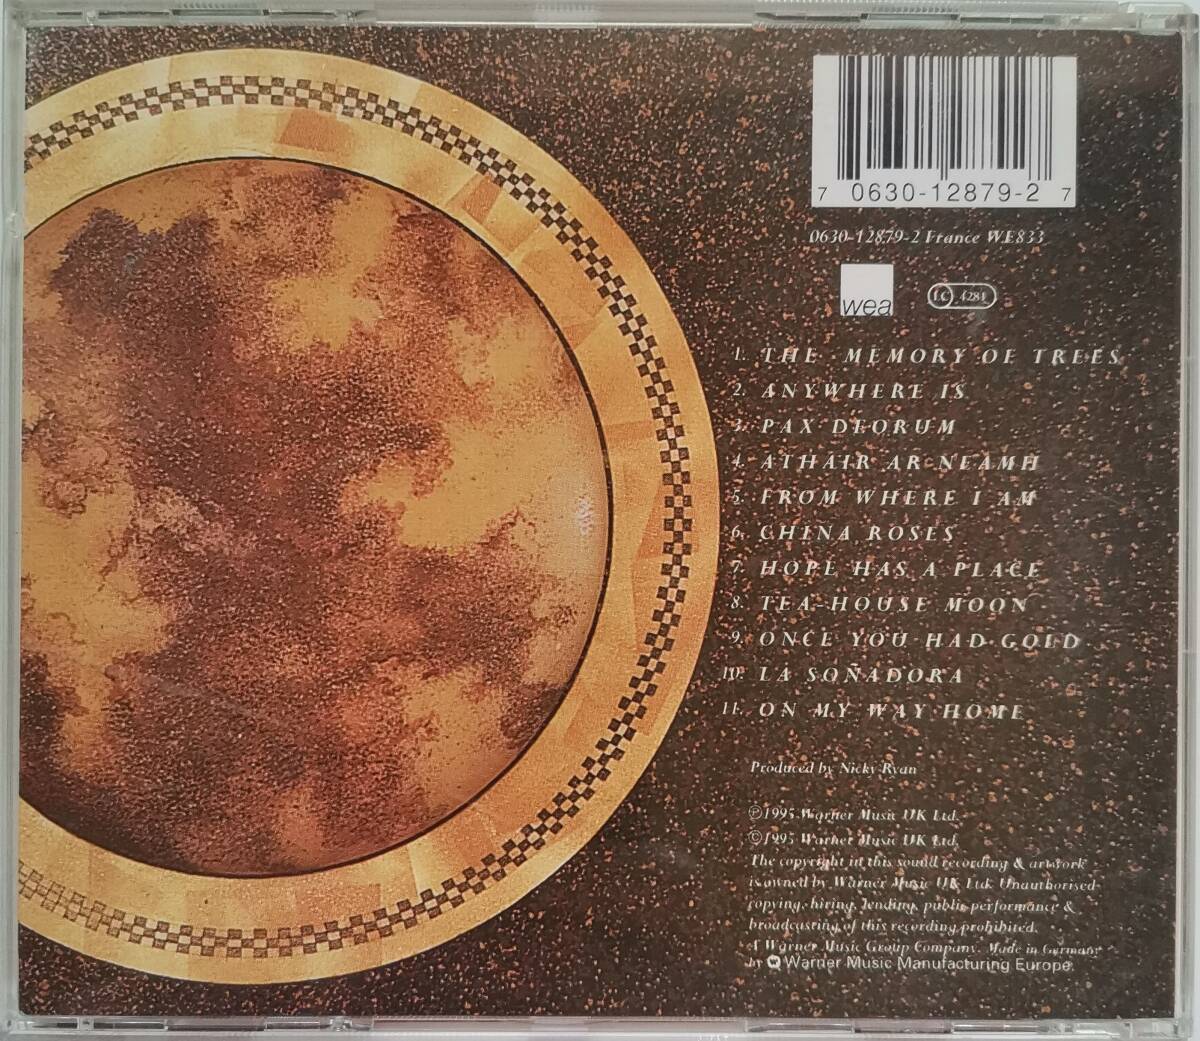 7 0630-12879-2 7
0630-12879-2 France WE833
wea
LC 4281
1. THE MEMORY OF TREES
2. ANYWHERE IS
3. PAX DEORUM
4. ATHAIR AR NEAMH
5. FROM WHERE I AM
6. CHINA ROSES
7. HOPE HAS A PLACE
8. TEA-HOUSE MOON
9. ONCE YOU HAD GOLD
10. LA SOÑADORA
11. ON MY WAY HOME
Produced by Nicky Ryan
℗1995 Warner Music UK Ltd.
©1995 Warner Music UK Ltd.
The copyright in this sound recording & artwork
is owned by Warner Music UK Ltd. Unauthorised
copying, hiring, lending, public performance &
broadcasting of this recording prohibited.
A Warner Music Group Company. Made in Germany
by Warner Music Manufacturing Europe.